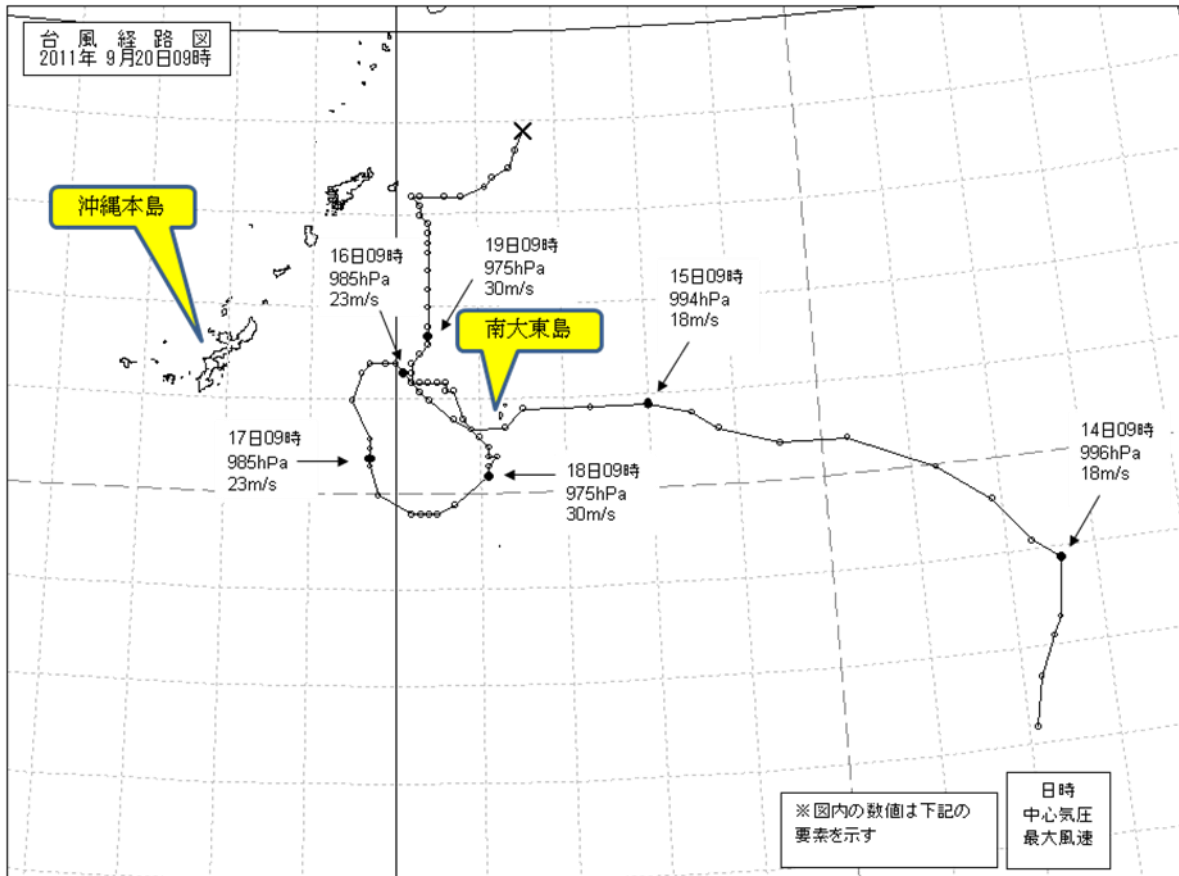 台風経路図
2011年 9月20日09時
沖縄本島
16日09時
985hPa
23m/s
19日09時
975hPa
30m/s
南大東島
15日09時
994hPa
18m/s
14日09時
996hPa
18m/s
17日09時
985hPa
23m/s
18日09時
975hPa
30m/s
※図内の数値は下記の
要素を示す
日時
中心気圧
最大風速